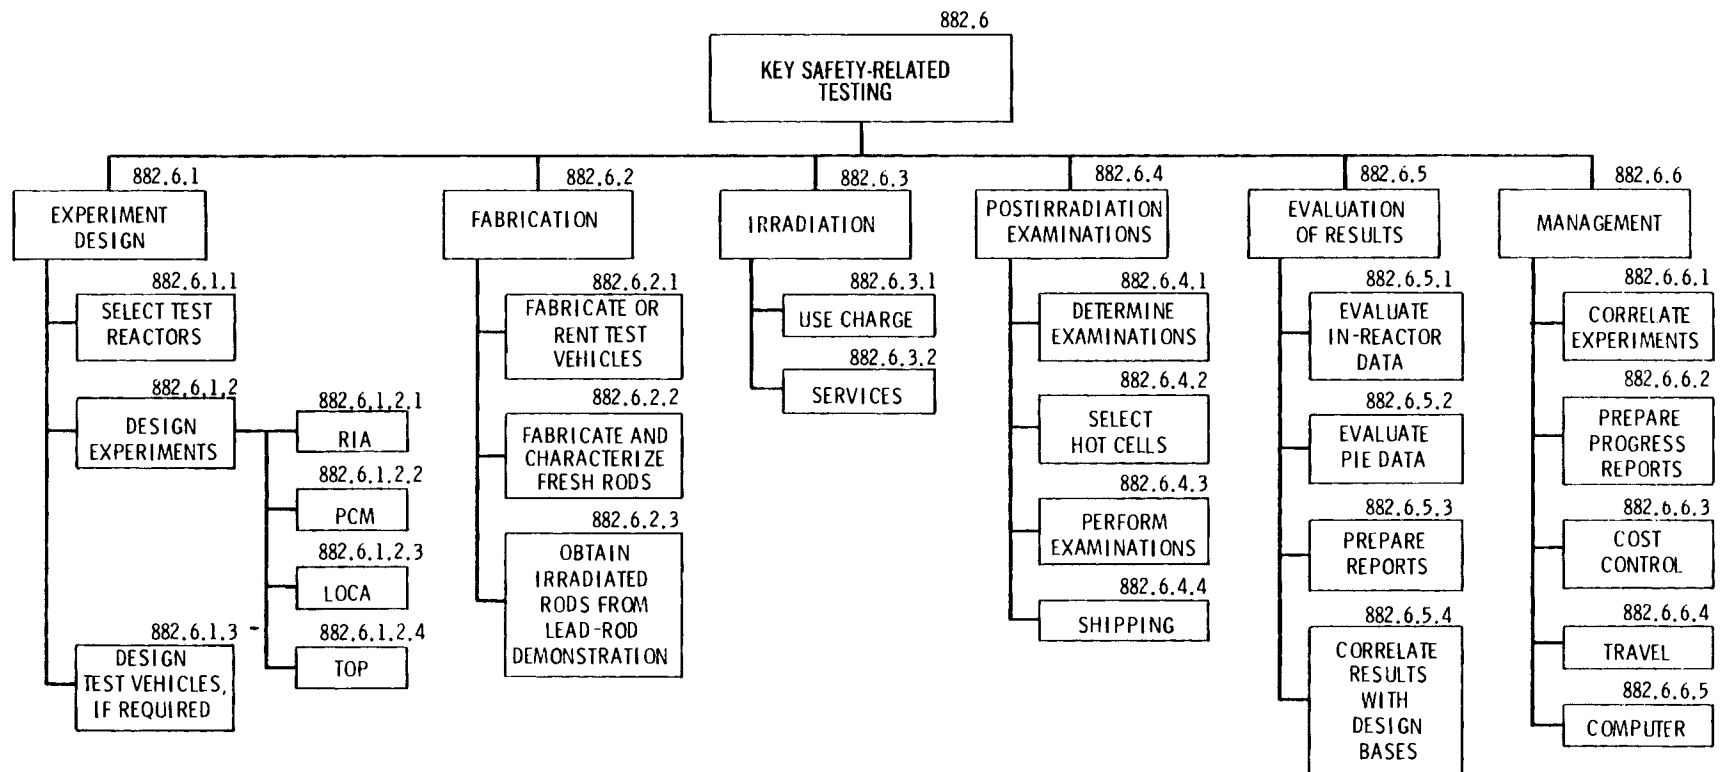 882.6
KEY SAFETY-RELATED
TESTING
882.6.1
EXPERIMENT
DESIGN
882.6.1.1
SELECT TEST
REACTORS
882.6.1.2
DESIGN
EXPERIMENTS
882.6.1.2.1
RIA
882.6.1.2.2
PCM
882.6.1.2.3
LOCA
882.6.1.2.4
TOP
882.6.1.3
DESIGN
TEST VEHICLES,
IF REQUIRED
882.6.2
FABRICATION
882.6.2.1
FABRICATE OR
RENT TEST
VEHICLES
882.6.2.2
FABRICATE AND
CHARACTERIZE
FRESH RODS
882.6.2.3
OBTAIN
IRRADIATED
RODS FROM
LEAD-ROD
DEMONSTRATION
882.6.3
IRRADIATION
882.6.3.1
USE CHARGE
882.6.3.2
SERVICES
882.6.4
POSTIRRADIATION
EXAMINATIONS
882.6.4.1
DETERMINE
EXAMINATIONS
882.6.4.2
SELECT
HOT CELLS
882.6.4.3
PERFORM
EXAMINATIONS
882.6.4.4
SHIPPING
882.6.5
EVALUATION
OF RESULTS
882.6.5.1
EVALUATE
IN-REACTOR
DATA
882.6.5.2
EVALUATE
PIE DATA
882.6.5.3
PREPARE
REPORTS
882.6.5.4
CORRELATE
RESULTS
WITH
DESIGN
BASES
882.6.6
MANAGEMENT
882.6.6.1
CORRELATE
EXPERIMENTS
882.6.6.2
PREPARE
PROGRESS
REPORTS
882.6.6.3
COST
CONTROL
882.6.6.4
TRAVEL
882.6.6.5
COMPUTER